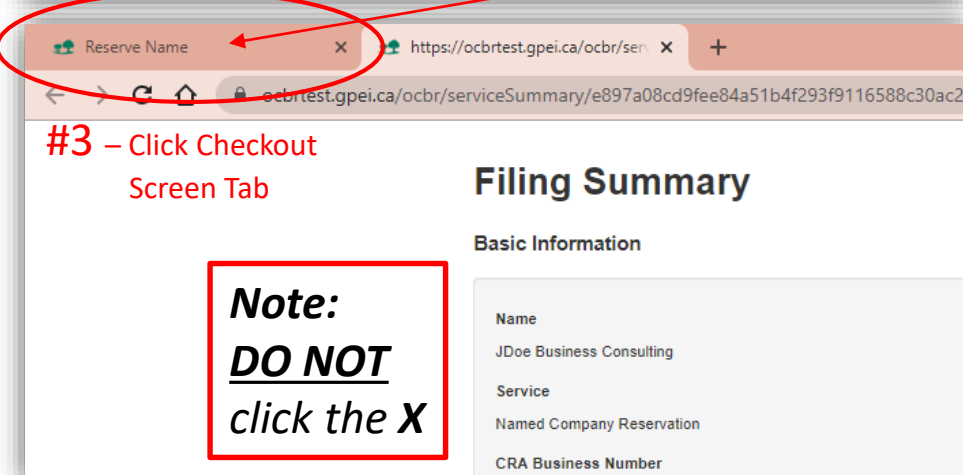 Reserve Name × https://ocbrtest.gpei.ca/ocbr/ser × +
ocbrtest.gpei.ca/ocbr/serviceSummary/e897a08cd9fee84a51b4f293f9116588c30ac2
#3 – Click Checkout
Screen Tab
Filing Summary
Basic Information
Note:
DO NOT
click the X
Name
JDoe Business Consulting
Service
Named Company Reservation
CRA Business Number